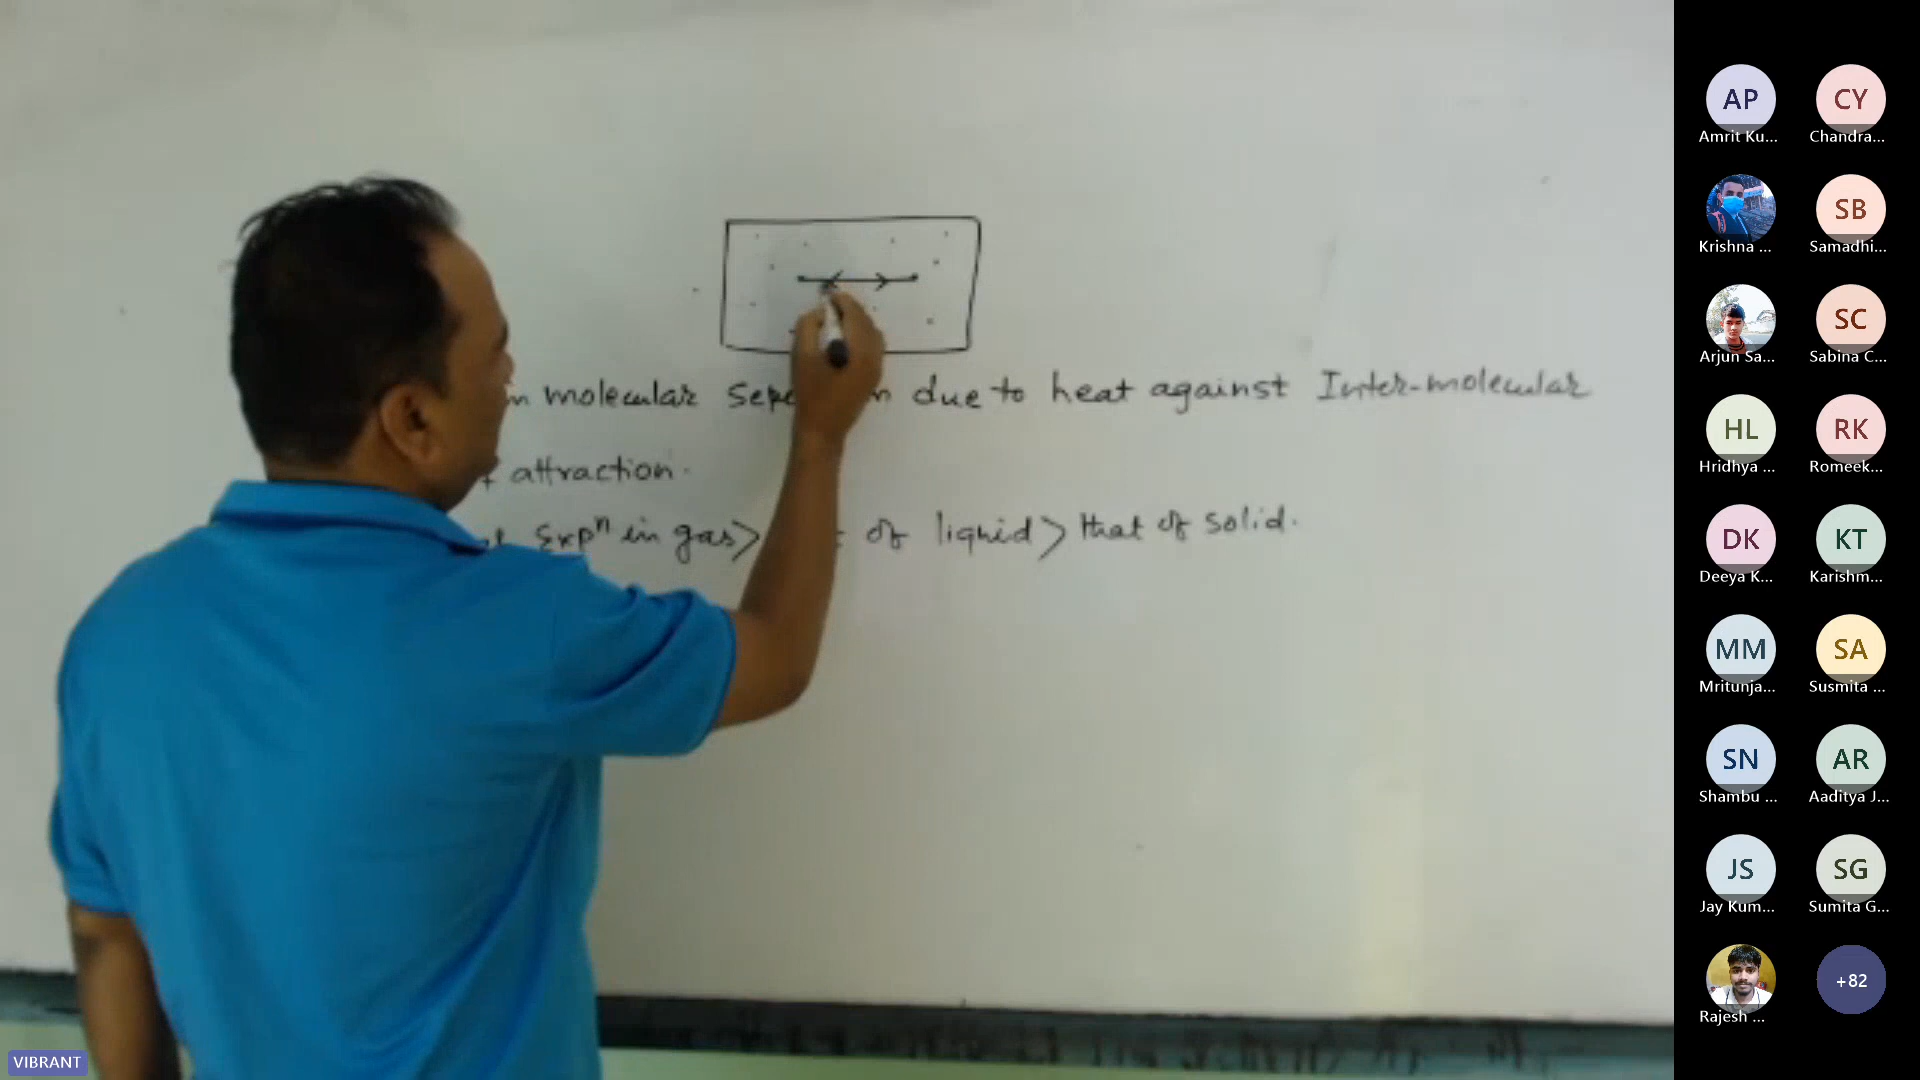 molecular due to heat against Inter-molecular
attraction.
Expⁿ in gas> of liquid> that of solid.
AP
Amrit Ku...
CY
Chandra...
Krishna ...
SB
Samadhi...
Arjun Sa...
SC
Sabina C...
HL
Hridhya ...
RK
Romeek...
DK
Deeya K...
KT
Karishm...
MM
Mritunja...
SA
Susmita ...
SN
Shambu ...
AR
Aaditya J...
JS
Jay Kum...
SG
Sumita G...
Rajesh ...
+82
VIBRANT